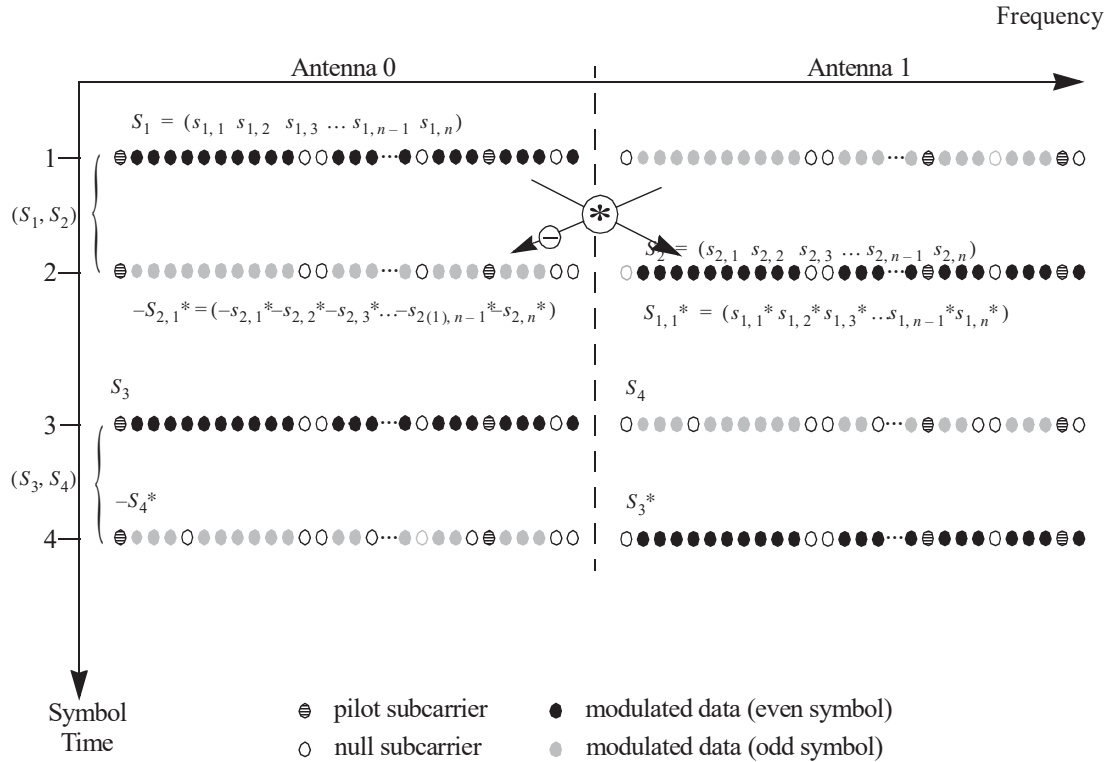 Frequency
Antenna 0 Antenna 1
S1 = (s1,1 s1,2 s1,3 … s1,n−1 s1,n)
1
(S1, S2)
*
−
S2 = (s2,1 s2,2 s2,3 … s2,n−1 s2,n)
2
−S2,1* = (−s2,1* −s2,2* −s2,3* … −s2(1),n−1* −s2,n*)
S1,1* = (s1,1* s1,2* s1,3* … s1,n−1* s1,n*)
S3 S4
3
(S3, S4)
−S4* S3*
4
Symbol
Time
pilot subcarrier modulated data (even symbol)
null subcarrier modulated data (odd symbol)